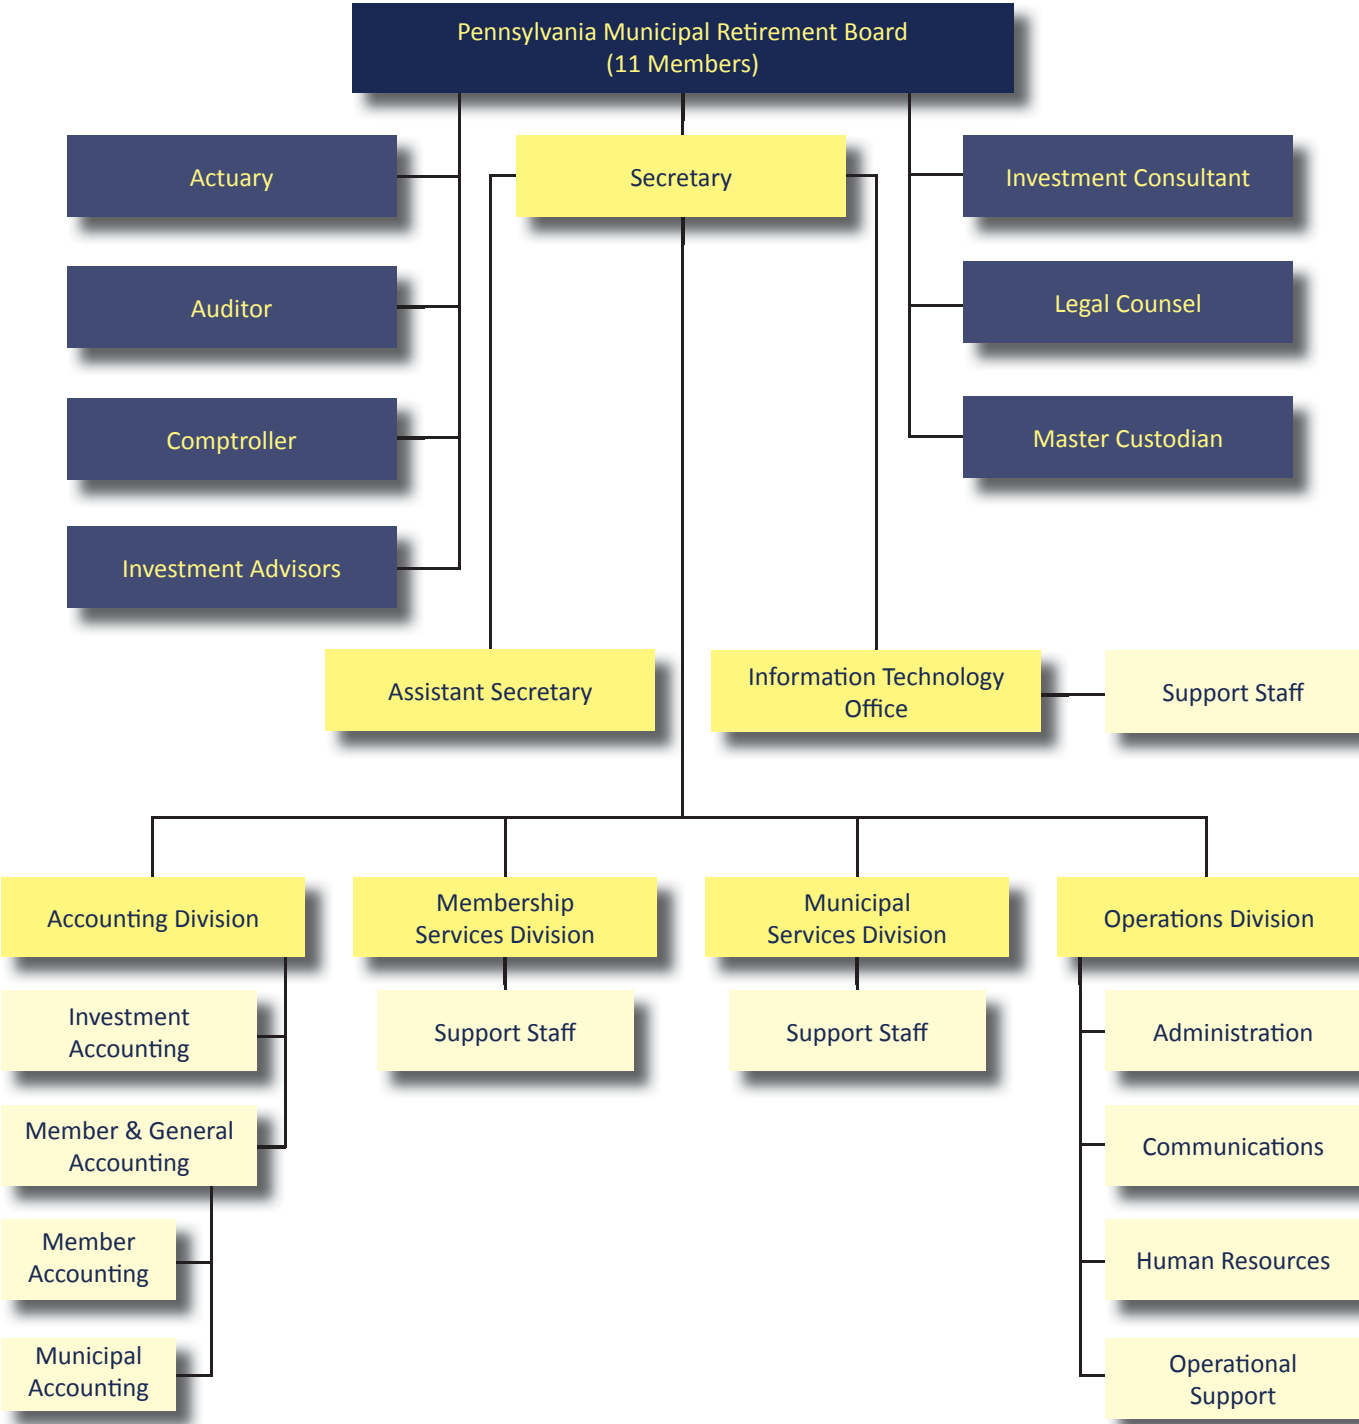 Pennsylvania Municipal Retirement Board
(11 Members)
Actuary
Secretary
Investment Consultant
Auditor
Legal Counsel
Comptroller
Master Custodian
Investment Advisors
Assistant Secretary
Information Technology
Office
Support Staff
Accounting Division
Membership
Services Division
Municipal
Services Division
Operations Division
Investment
Accounting
Support Staff
Support Staff
Administration
Member & General
Accounting
Communications
Member
Accounting
Human Resources
Municipal
Accounting
Operational
Support